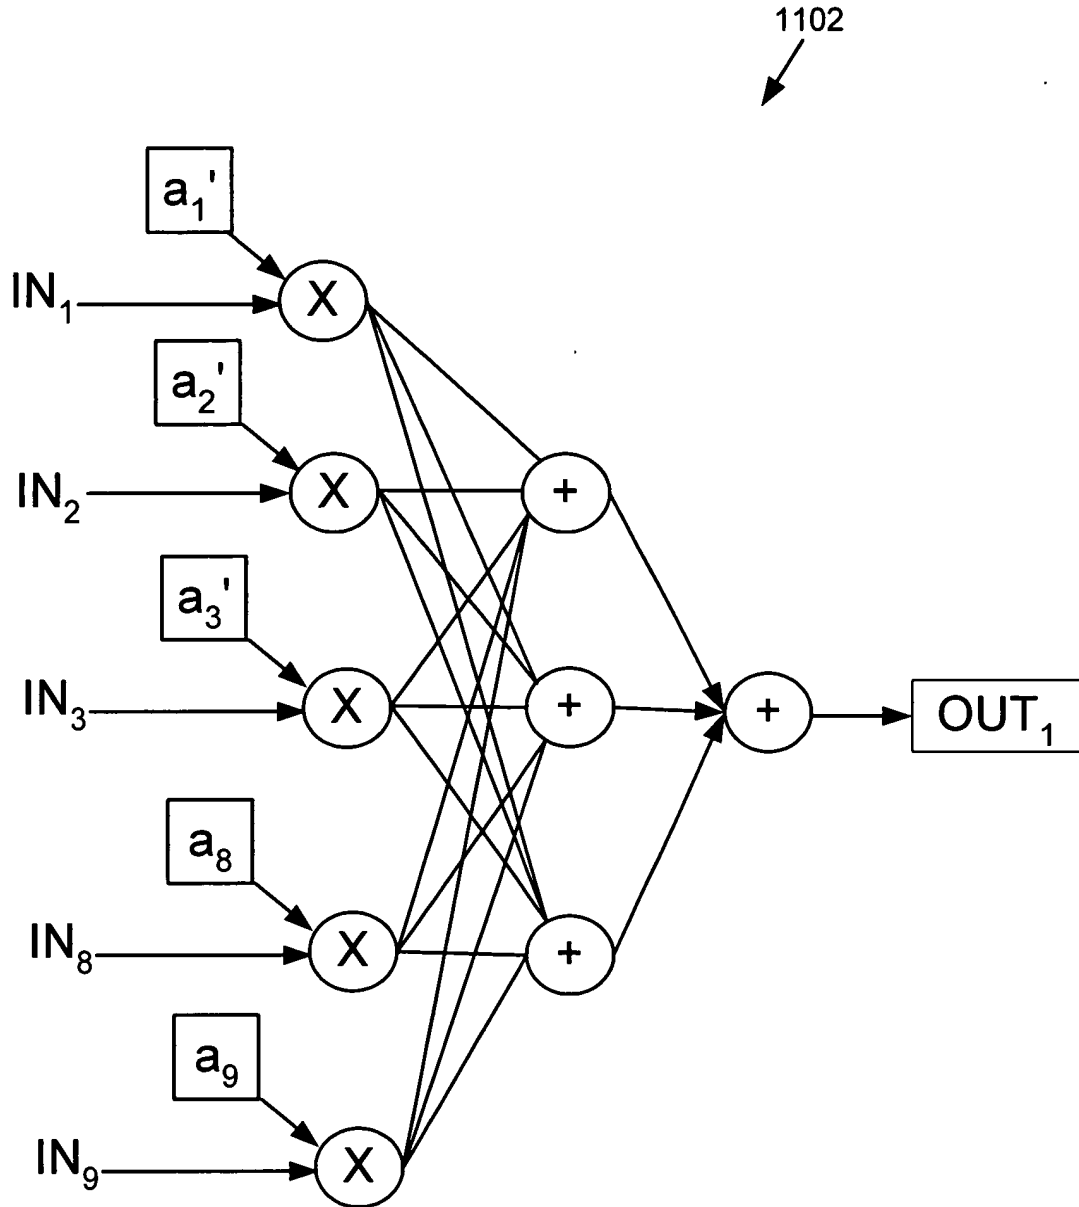 1102
a₁'
IN₁
X
a₂'
IN₂
X
+
a₃'
IN₃
X
+
+
OUT₁
a₈
IN₈
X
+
a₉
IN₉
X